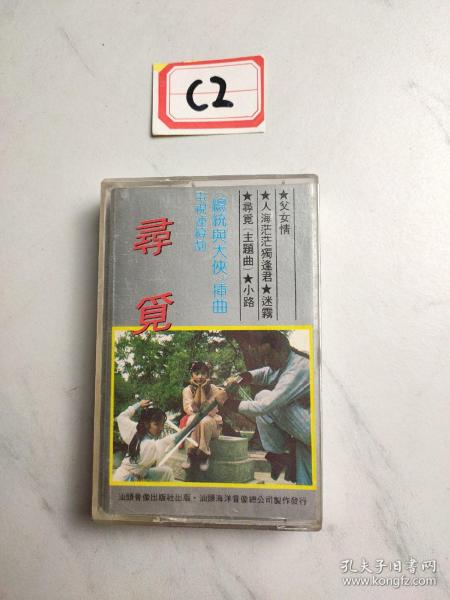 C2
★父女情
★人海茫茫獨逢君★迷霧
★尋覓(主題曲)★小路
《總統與大俠》插曲
電視連續劇
尋覓
汕頭音像出版社出版·汕頭海洋音像總公司製作發行
孔夫子旧书网
www.kongfz.com